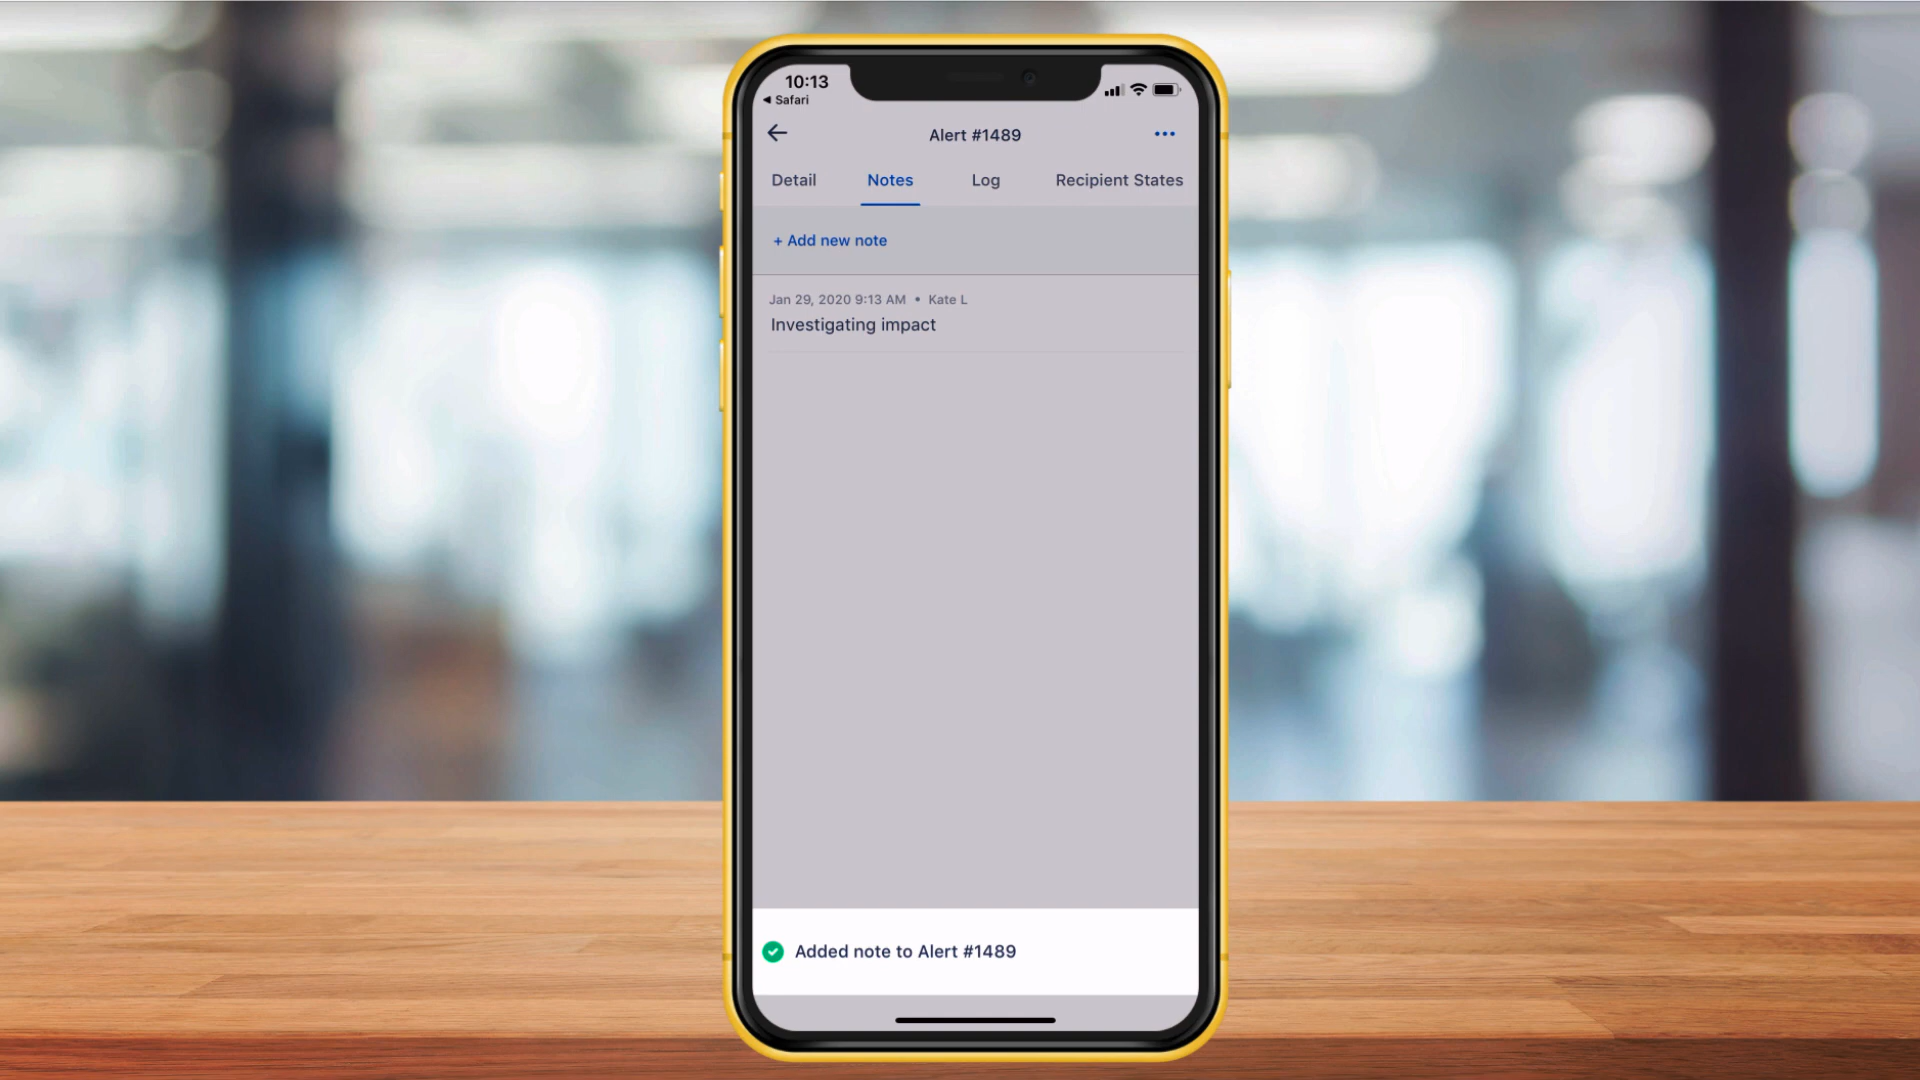 10:13
◀ Safari
Alert #1489
Detail Notes Log Recipient States
+ Add new note
Jan 29, 2020 9:13 AM • Kate L
Investigating impact
Added note to Alert #1489